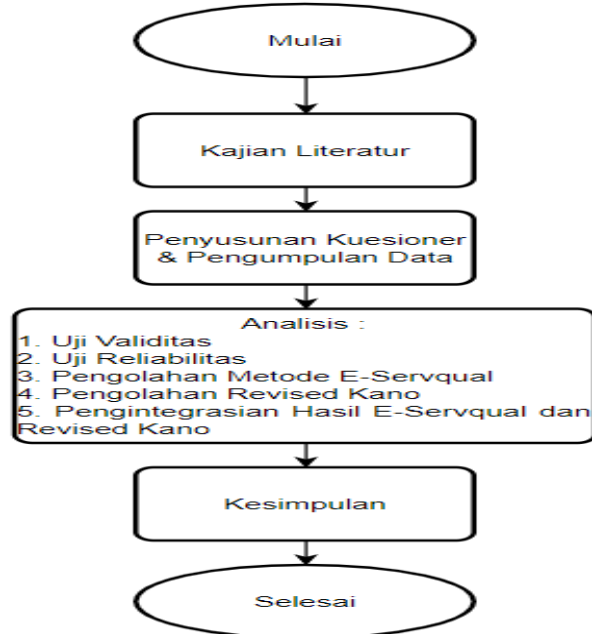 Mulai
Kajian Literatur
Penyusunan Kuesioner
& Pengumpulan Data
Analisis :
1. Uji Validitas
2. Uji Reliabilitas
3. Pengolahan Metode E-Servqual
4. Pengolahan Revised Kano
5. Pengintegrasian Hasil E-Servqual dan
Revised Kano
Kesimpulan
Selesai